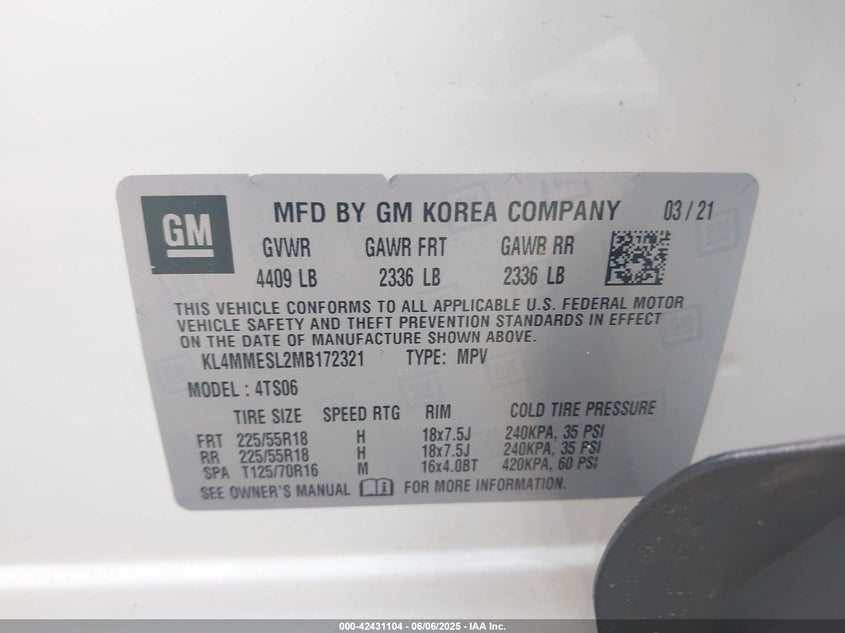 GM
MFD BY GM KOREA COMPANY 03 / 21
GVWR GAWR FRT GAWR RR
4409 LB 2336 LB 2336 LB
THIS VEHICLE CONFORMS TO ALL APPLICABLE U.S. FEDERAL MOTOR
VEHICLE SAFETY AND THEFT PREVENTION STANDARDS IN EFFECT
ON THE DATE OF MANUFACTURE SHOWN ABOVE.
KL4MMESL2MB172321 TYPE: MPV
MODEL : 4TS06
TIRE SIZE SPEED RTG RIM COLD TIRE PRESSURE
FRT 225/55R18 H 18x7.5J 240KPA, 35 PSI
RR 225/55R18 H 18x7.5J 240KPA, 35 PSI
SPA T125/70R16 M 16x4.0BT 420KPA, 60 PSI
SEE OWNER'S MANUAL FOR MORE INFORMATION.
000-42431104 - 06/06/2025 - IAA Inc.